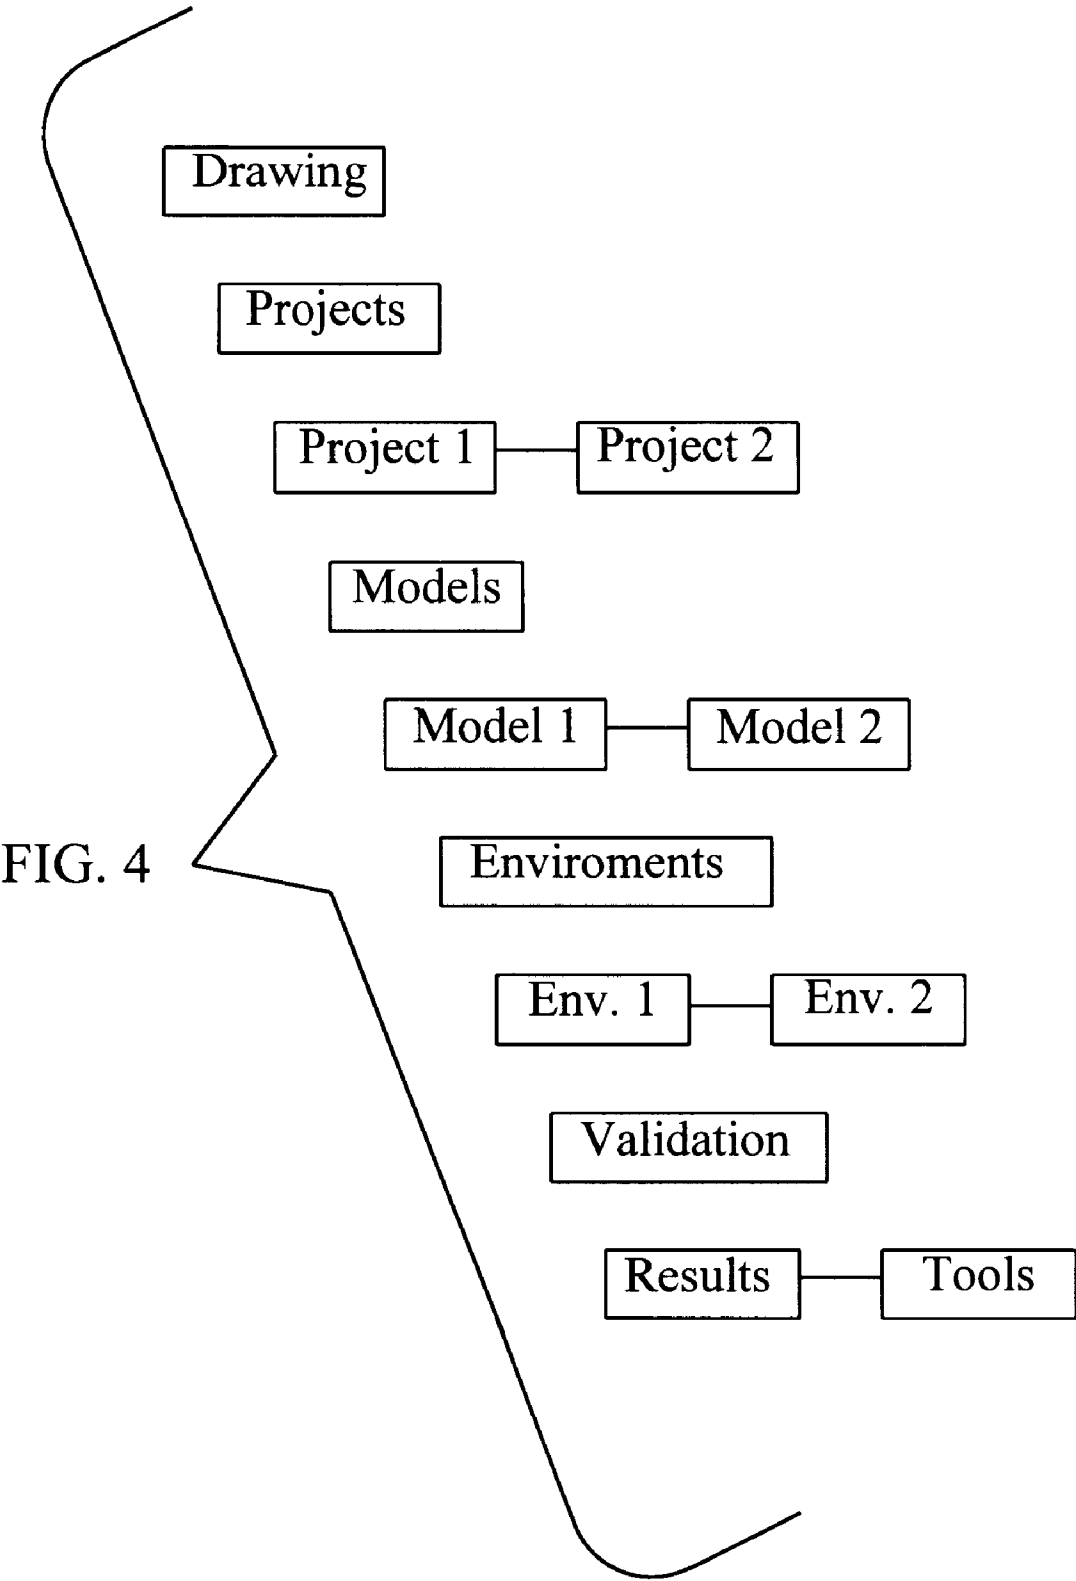 Drawing
Projects
Project 1 Project 2
Models
Model 1 Model 2
FIG. 4 Enviroments
Env. 1 Env. 2
Validation
Results Tools